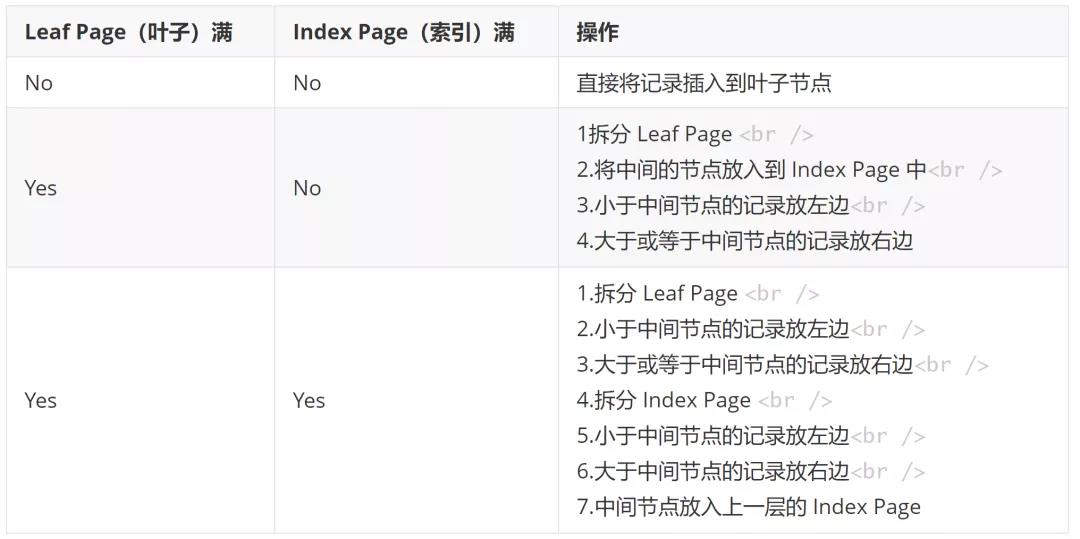 Leaf Page（叶子）满 Index Page（索引）满 操作
No No 直接将记录插入到叶子节点
1拆分 Leaf Page <br />
2.将中间的节点放入到 Index Page 中<br />
Yes No
3.小于中间节点的记录放左边<br />
4.大于或等于中间节点的记录放右边
1.拆分 Leaf Page <br />
2.小于中间节点的记录放左边<br />
3.大于或等于中间节点的记录放右边<br />
Yes Yes 4.拆分 Index Page <br />
5.小于中间节点的记录放左边<br />
6.大于中间节点的记录放右边<br />
7.中间节点放入上一层的 Index Page